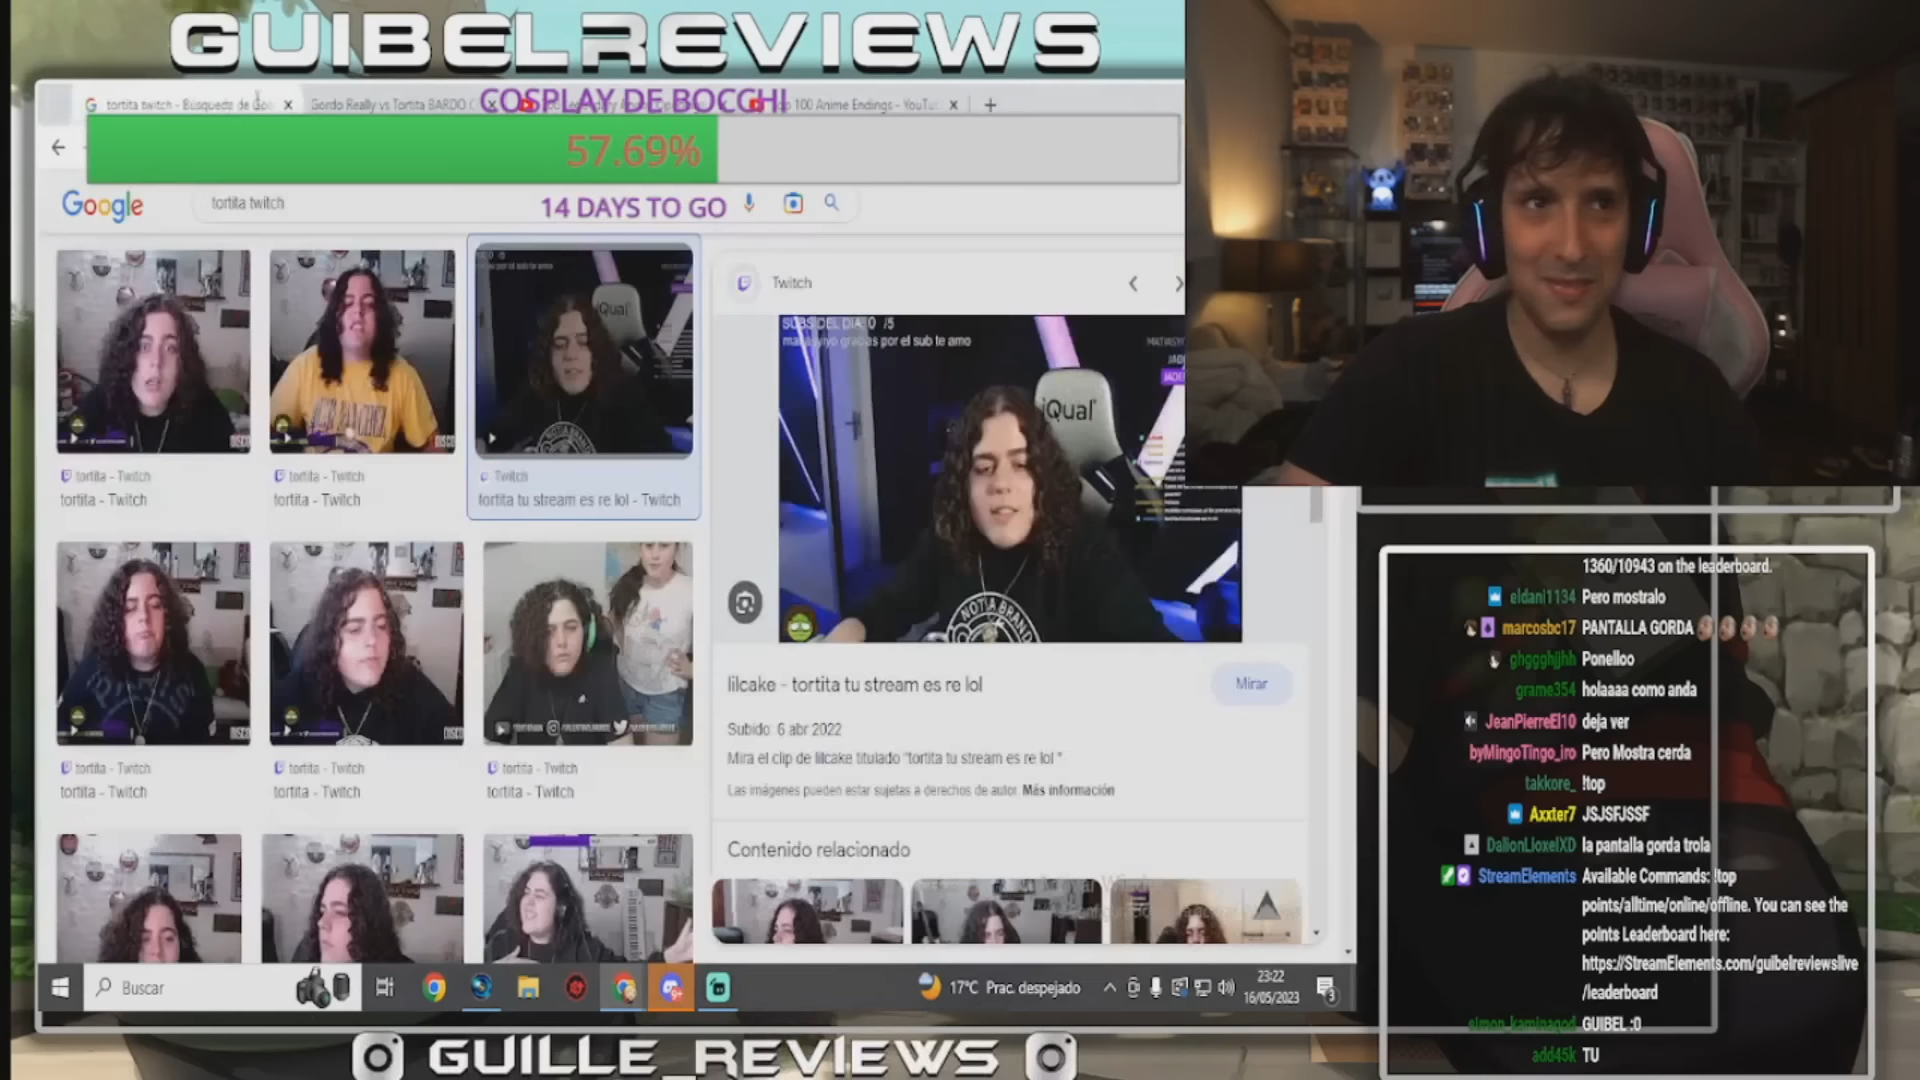 GUIBELREVIEWS
tortita twitch - Búsqueda de Goo
Gordo Really vs Tortita BARDO
COSPLAY DE BOCCHI
100 Anime Endings - YouTu
57.69%
Google
tortita twitch
14 DAYS TO GO
Twitch
SUBS DEL DIA: 0 /5
gracias por el sub te amo
iQual
NOT A BRAND
tortita - Twitch
tortita - Twitch
tortita - Twitch
tortita - Twitch
Twitch
tortita tu stream es re lol - Twitch
lilcake - tortita tu stream es re lol
Mirar
Subido: 6 abr 2022
Mira el clip de lilcake titulado "tortita tu stream es re lol "
Las imágenes pueden estar sujetas a derechos de autor. Más información
tortita - Twitch
tortita - Twitch
tortita - Twitch
tortita - Twitch
tortita - Twitch
tortita - Twitch
Contenido relacionado
1360/10943 on the leaderboard.
eldani1134 Pero mostralo
marcosbc17 PANTALLA GORDA
ghggghjjhh Ponelloo
grame354 holaaaa como anda
JeanPierreEl10 deja ver
byMingoTingo_iro Pero Mostra cerda
takkore_ !top
Axxter7 JSJSFJSSF
DalionLloxelXD la pantalla gorda trola
StreamElements Available Commands: !top
points/alltime/online/offline. You can see the
points Leaderboard here:
https://StreamElements.com/guibelreviewslive
/leaderboard
simon_kaminagod GUIBEL :0
add45k TU
Buscar
17°C Prac. despejado
23:22
16/05/2023
3
GUILLE_REVIEWS